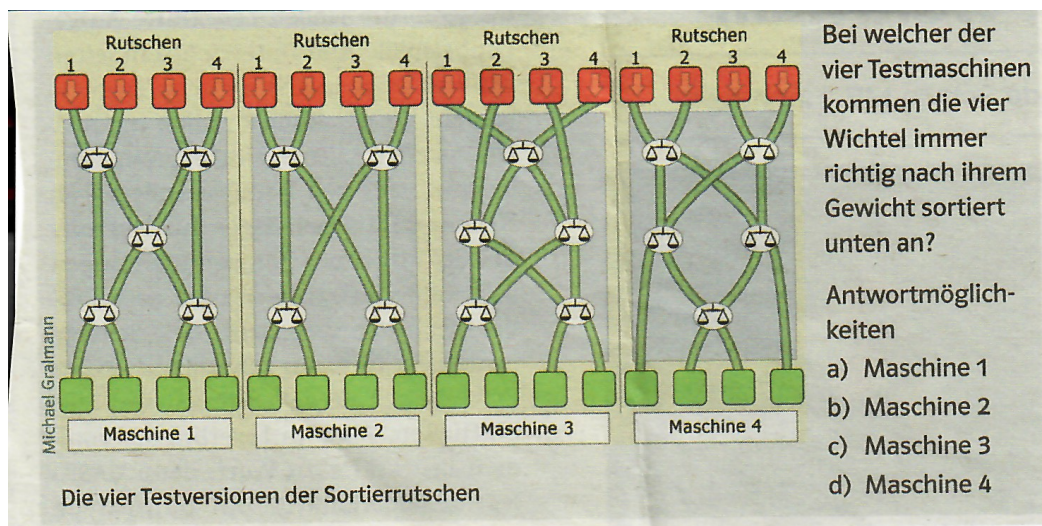 Rutschen
1 2 3 4
Rutschen
1 2 3 4
Rutschen
1 2 3 4
Rutschen
1 2 3 4
Maschine 1
Maschine 2
Maschine 3
Maschine 4
Michael Gralmann
Die vier Testversionen der Sortierrutschen
Bei welcher der
vier Testmaschinen
kommen die vier
Wichtel immer
richtig nach ihrem
Gewicht sortiert
unten an?
Antwortmöglich-
keiten
a) Maschine 1
b) Maschine 2
c) Maschine 3
d) Maschine 4